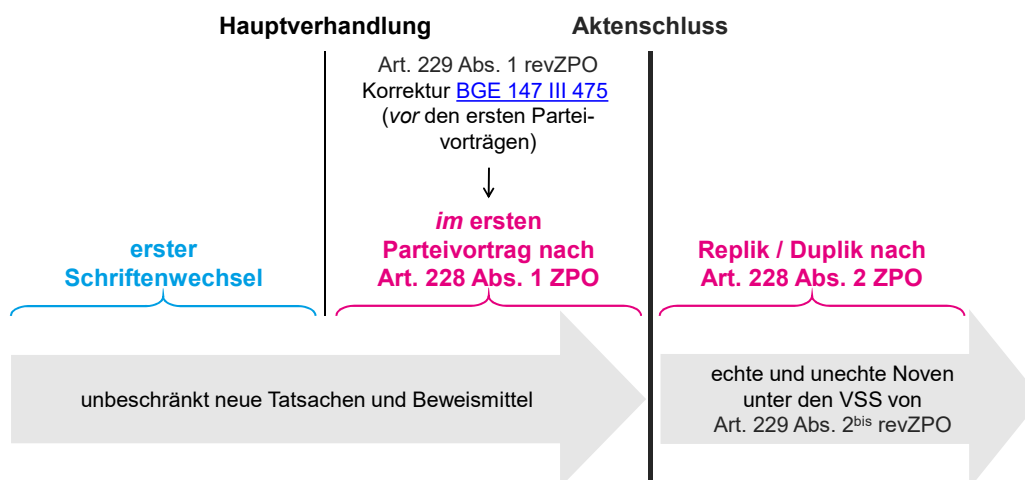 Hauptverhandlung
Aktenschluss
Art. 229 Abs. 1 revZPO
Korrektur BGE 147 III 475
(vor den ersten Partei-
vorträgen)
erster
Schriftenwechsel
im ersten
Parteivortrag nach
Art. 228 Abs. 1 ZPO
Replik / Duplik nach
Art. 228 Abs. 2 ZPO
unbeschränkt neue Tatsachen und Beweismittel
echte und unechte Noven
unter den VSS von
Art. 229 Abs. 2bis revZPO